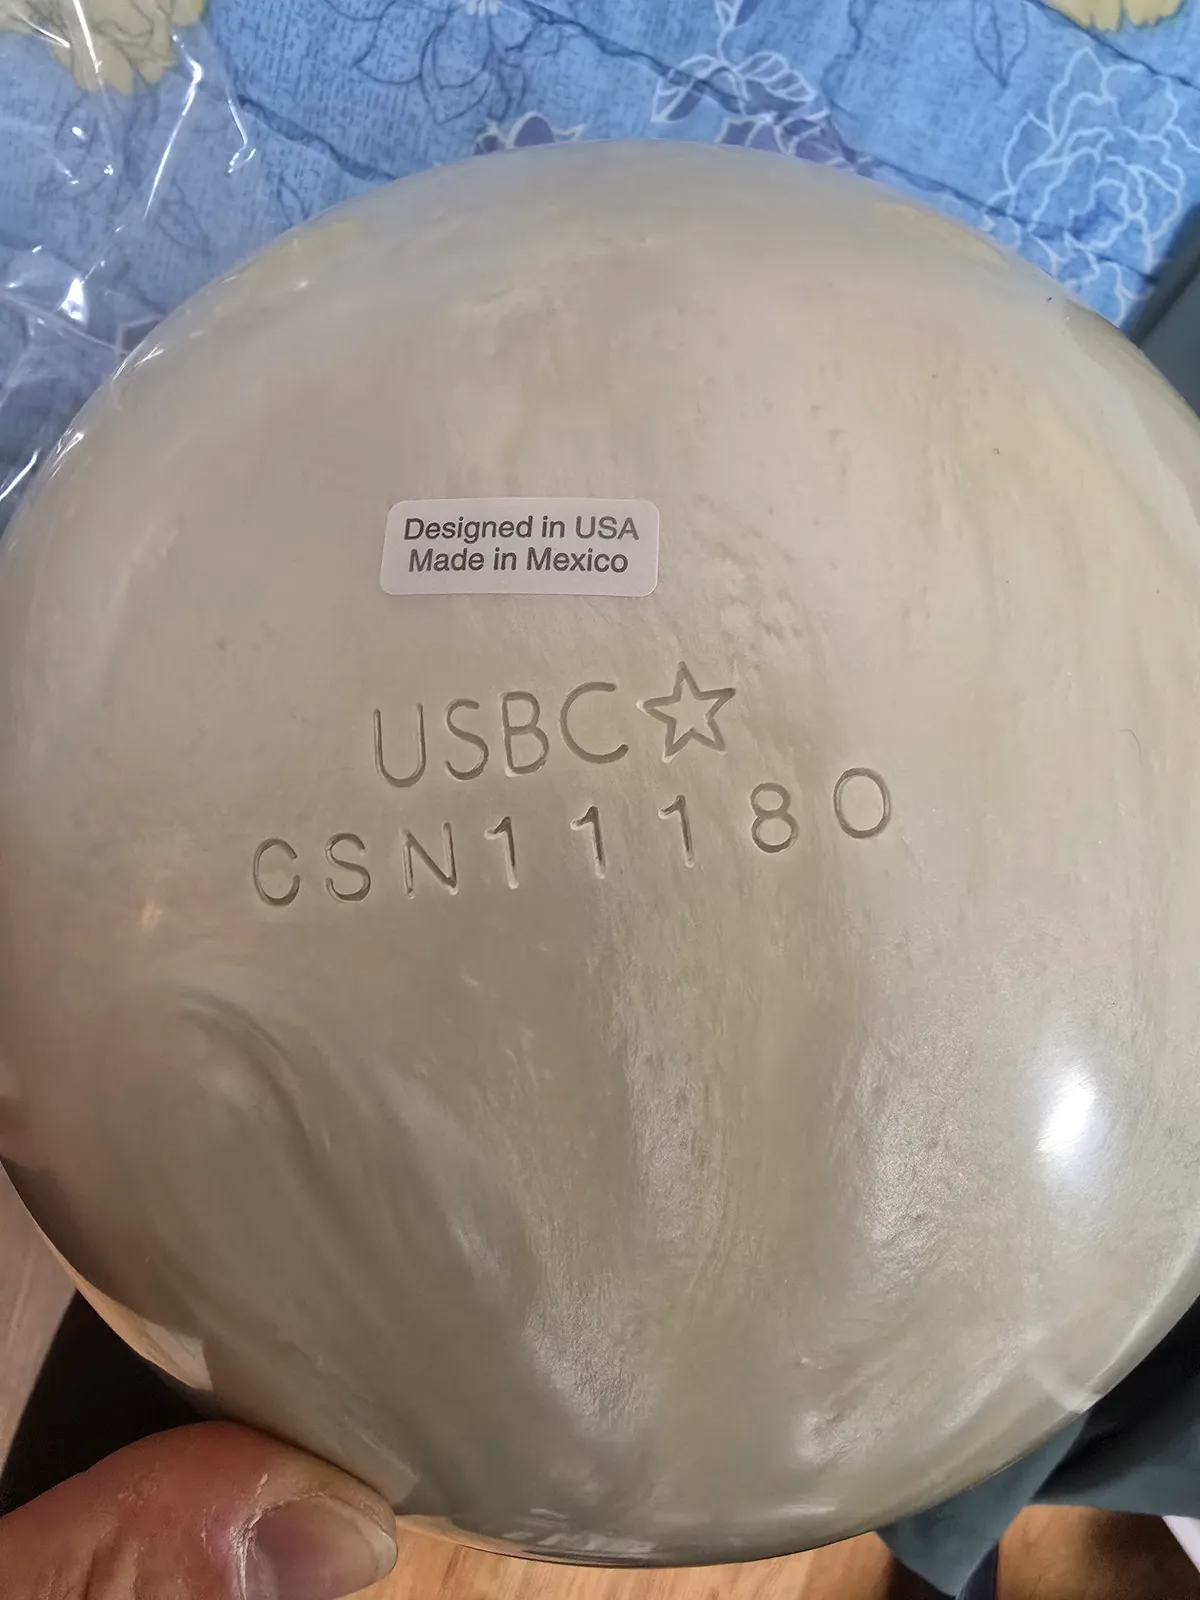 Designed in USA
Made in Mexico
USBC☆
CSN11180